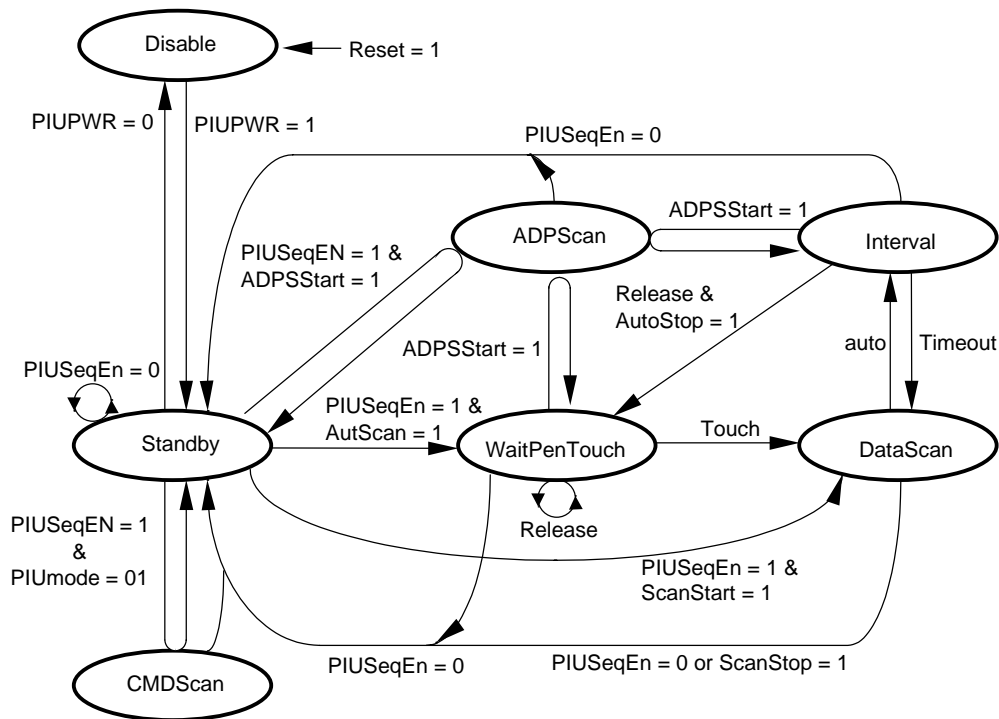 Disable
Reset = 1
PIUPWR = 0
PIUPWR = 1
PIUSeqEn = 0
ADPScan
ADPSStart = 1
Interval
PIUSeqEN = 1 &
ADPSStart = 1
Release &
AutoStop = 1
ADPSStart = 1
auto
Timeout
PIUSeqEn = 0
PIUSeqEn = 1 &
AutScan = 1
Standby
WaitPenTouch
Touch
DataScan
Release
PIUSeqEN = 1
&
PIUmode = 01
PIUSeqEn = 1 &
ScanStart = 1
PIUSeqEn = 0
PIUSeqEn = 0 or ScanStop = 1
CMDScan